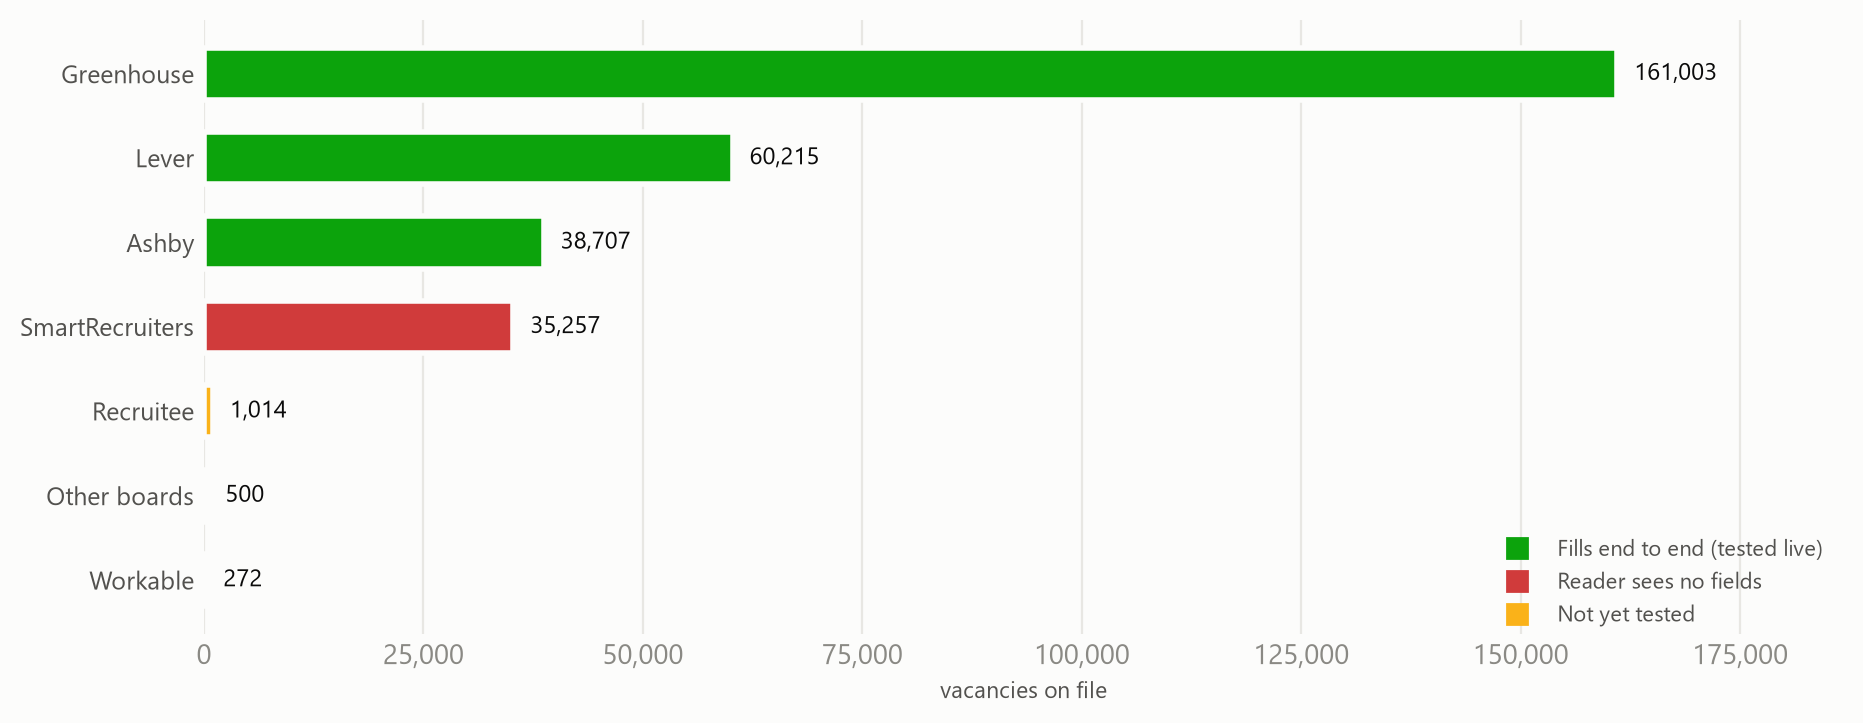 Greenhouse 161,003
Lever 60,215
Ashby 38,707
SmartRecruiters 35,257
Recruitee 1,014
Other boards 500
Workable 272
Fills end to end (tested live)
Reader sees no fields
Not yet tested
0 25,000 50,000 75,000 100,000 125,000 150,000 175,000
vacancies on file